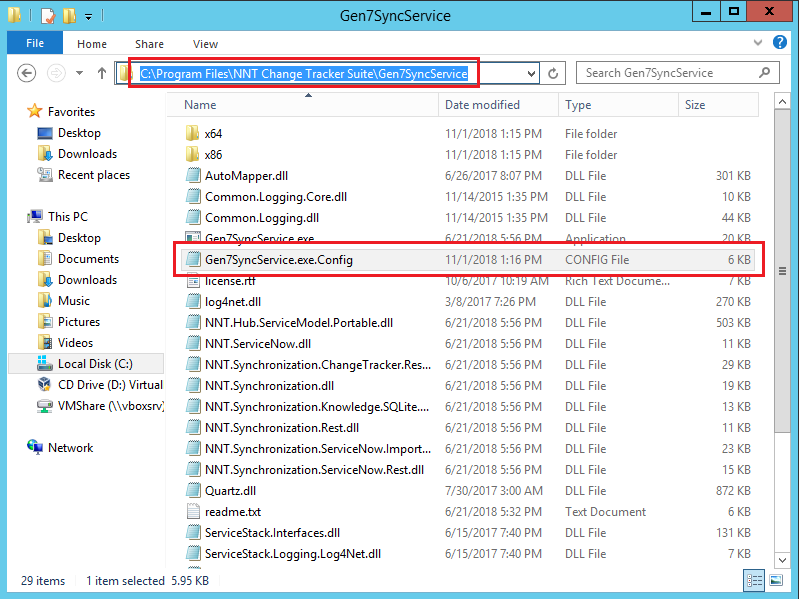 Gen7SyncService
File Home Share View
C:\Program Files\NNT Change Tracker Suite\Gen7SyncService
Search Gen7SyncService
Name Date modified Type Size
Favorites
Desktop
Downloads
Recent places
This PC
Desktop
Documents
Downloads
Music
Pictures
Videos
Local Disk (C:)
CD Drive (D:) Virtual
VMShare (\\vboxsrv)
Network
x64 11/1/2018 1:15 PM File folder
x86 11/1/2018 1:15 PM File folder
AutoMapper.dll 6/26/2017 8:07 PM DLL File 301 KB
Common.Logging.Core.dll 11/14/2015 1:35 PM DLL File 10 KB
Common.Logging.dll 11/14/2015 1:35 PM DLL File 44 KB
Gen7SyncService.exe 6/21/2018 5:56 PM Application 20 KB
Gen7SyncService.exe.Config 11/1/2018 1:16 PM CONFIG File 6 KB
license.rtf 10/6/2017 10:19 AM Rich Text Docume... 7 KB
log4net.dll 3/8/2017 7:26 PM DLL File 270 KB
NNT.Hub.ServiceModel.Portable.dll 6/21/2018 5:56 PM DLL File 503 KB
NNT.ServiceNow.dll 6/21/2018 5:56 PM DLL File 11 KB
NNT.Synchronization.ChangeTracker.Res... 6/21/2018 5:56 PM DLL File 29 KB
NNT.Synchronization.dll 6/21/2018 5:56 PM DLL File 19 KB
NNT.Synchronization.Knowledge.SQLite.... 6/21/2018 5:56 PM DLL File 13 KB
NNT.Synchronization.Rest.dll 6/21/2018 5:56 PM DLL File 11 KB
NNT.Synchronization.ServiceNow.Import... 6/21/2018 5:56 PM DLL File 23 KB
NNT.Synchronization.ServiceNow.Rest.dll 6/21/2018 5:56 PM DLL File 15 KB
Quartz.dll 7/30/2017 3:00 AM DLL File 872 KB
readme.txt 6/21/2018 5:32 PM Text Document 6 KB
ServiceStack.Interfaces.dll 6/15/2017 7:40 PM DLL File 131 KB
ServiceStack.Logging.Log4Net.dll 6/15/2017 7:40 PM DLL File 7 KB
29 items 1 item selected 5.95 KB